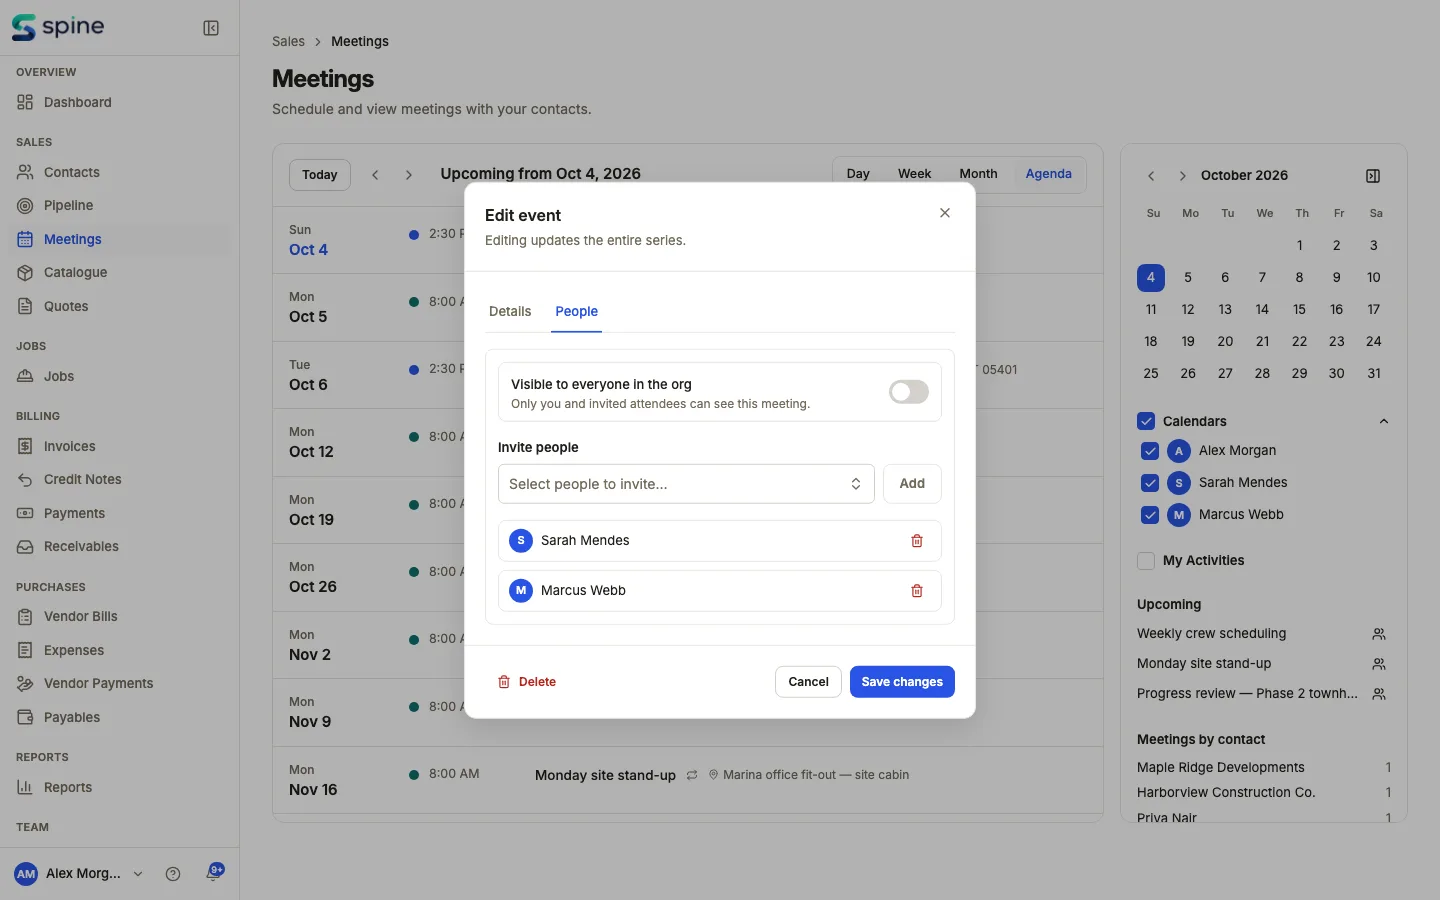 spine
OVERVIEW
Dashboard
SALES
Contacts
Pipeline
Meetings
Catalogue
Quotes
JOBS
Jobs
BILLING
Invoices
Credit Notes
Payments
Receivables
PURCHASES
Vendor Bills
Expenses
Vendor Payments
Payables
REPORTS
Reports
TEAM
AM Alex Morg... 9+
Sales > Meetings
Meetings
Schedule and view meetings with your contacts.
Today Upcoming from Oct 4, 2026 Day Week Month Agenda
Sun
Oct 4 2:30
Mon
Oct 5 8:00
Tue
Oct 6 2:30 05401
Mon
Oct 12 8:00
Mon
Oct 19 8:00
Mon
Oct 26 8:00
Mon
Nov 2 8:00
Mon
Nov 9 8:00
Mon
Nov 16 8:00 AM Monday site stand-up Marina office fit-out — site cabin
Edit event
Editing updates the entire series.
Details People
Visible to everyone in the org
Only you and invited attendees can see this meeting.
Invite people
Select people to invite... Add
S Sarah Mendes
M Marcus Webb
Delete Cancel Save changes
October 2026
Su Mo Tu We Th Fr Sa
1 2 3
4 5 6 7 8 9 10
11 12 13 14 15 16 17
18 19 20 21 22 23 24
25 26 27 28 29 30 31
Calendars
A Alex Morgan
S Sarah Mendes
M Marcus Webb
My Activities
Upcoming
Weekly crew scheduling
Monday site stand-up
Progress review — Phase 2 townh...
Meetings by contact
Maple Ridge Developments 1
Harborview Construction Co. 1
Priya Nair 1